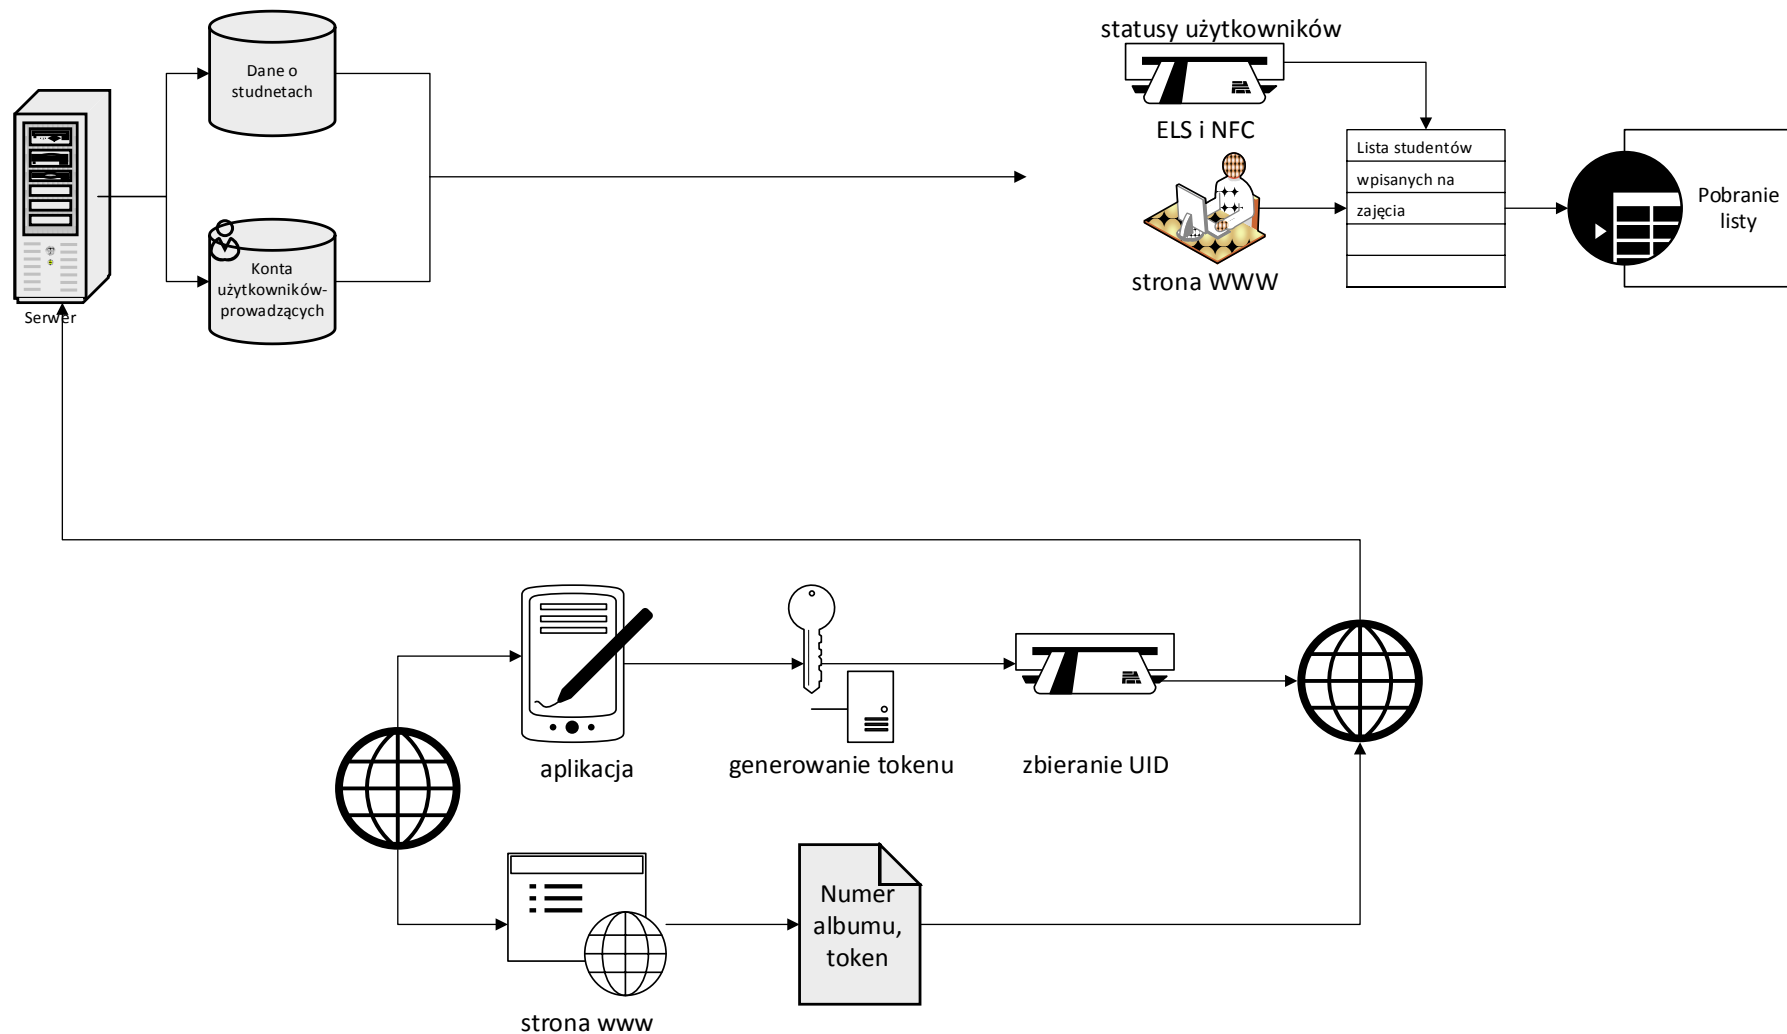 statusy użytkowników
Dane o
studnetach
ELS i NFC
Lista studentów
wpisanych na
zajęcia
Pobranie
listy
Konta
użytkowników-
prowadzących
strona WWW
Serwer
aplikacja
generowanie tokenu
zbieranie UID
Numer
albumu,
token
strona www